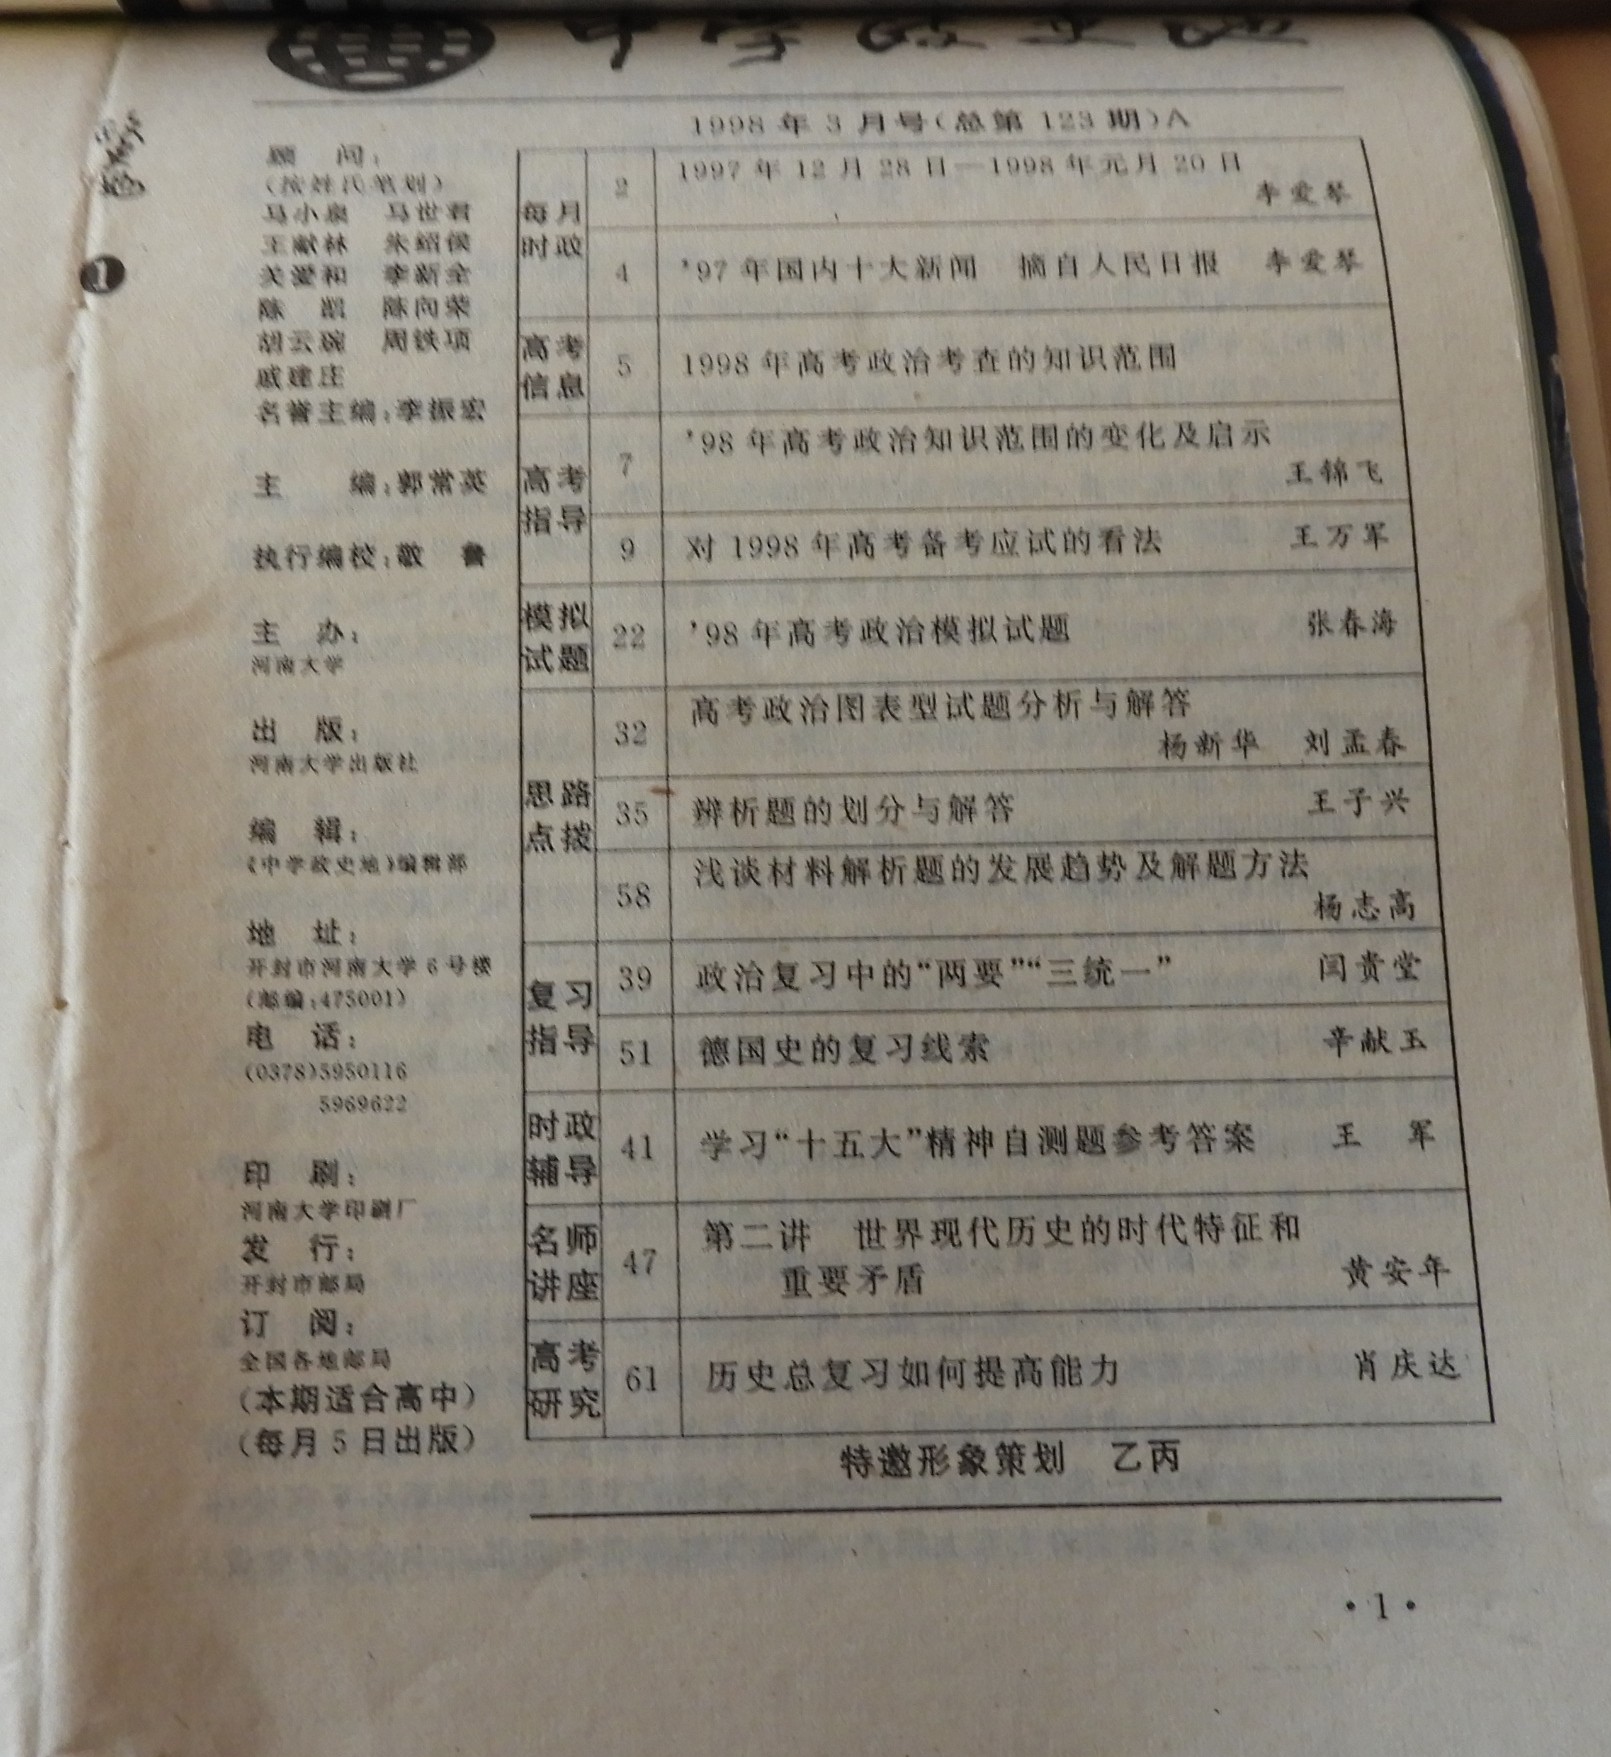 中学政史地
1998年3月号(总第123期)A
顾 问:
(按姓氏笔划)
马小泉 马世君
王献林 朱绍侯
关爱和 李新全
陈 凯 陈向荣
胡云琬 周铁项
戚建庄
名誉主编:李振宏
主 编:郭常英
执行编校:敬 鲁
主 办:
河南大学
出 版:
河南大学出版社
编 辑:
《中学政史地》编辑部
地 址:
开封市河南大学6号楼
(邮编:475001)
电 话:
(0378)5950116
5969622
印 刷:
河南大学印刷厂
发 行:
开封市邮局
订 阅:
全国各地邮局
(本期适合高中)
(每月5日出版)
每月
时政
2 1997年12月28日—1998年元月20日
李爱琴
4 '97年国内十大新闻 摘自人民日报 李爱琴
高考
信息
5 1998年高考政治考查的知识范围
高考
指导
7 '98年高考政治知识范围的变化及启示
王锦飞
9 对1998年高考备考应试的看法 王万军
模拟
试题
22 '98年高考政治模拟试题 张春海
思路
点拨
32 高考政治图表型试题分析与解答
杨新华 刘孟春
35 辨析题的划分与解答 王子兴
58 浅谈材料解析题的发展趋势及解题方法
杨志高
复习
指导
39 政治复习中的“两要”“三统一” 闫贵堂
51 德国史的复习线索 辛献玉
时政
辅导
41 学习“十五大”精神自测题参考答案 王 军
名师
讲座
47 第二讲 世界现代历史的时代特征和
重要矛盾 黄安年
高考
研究
61 历史总复习如何提高能力 肖庆达
特邀形象策划 乙丙
·1·